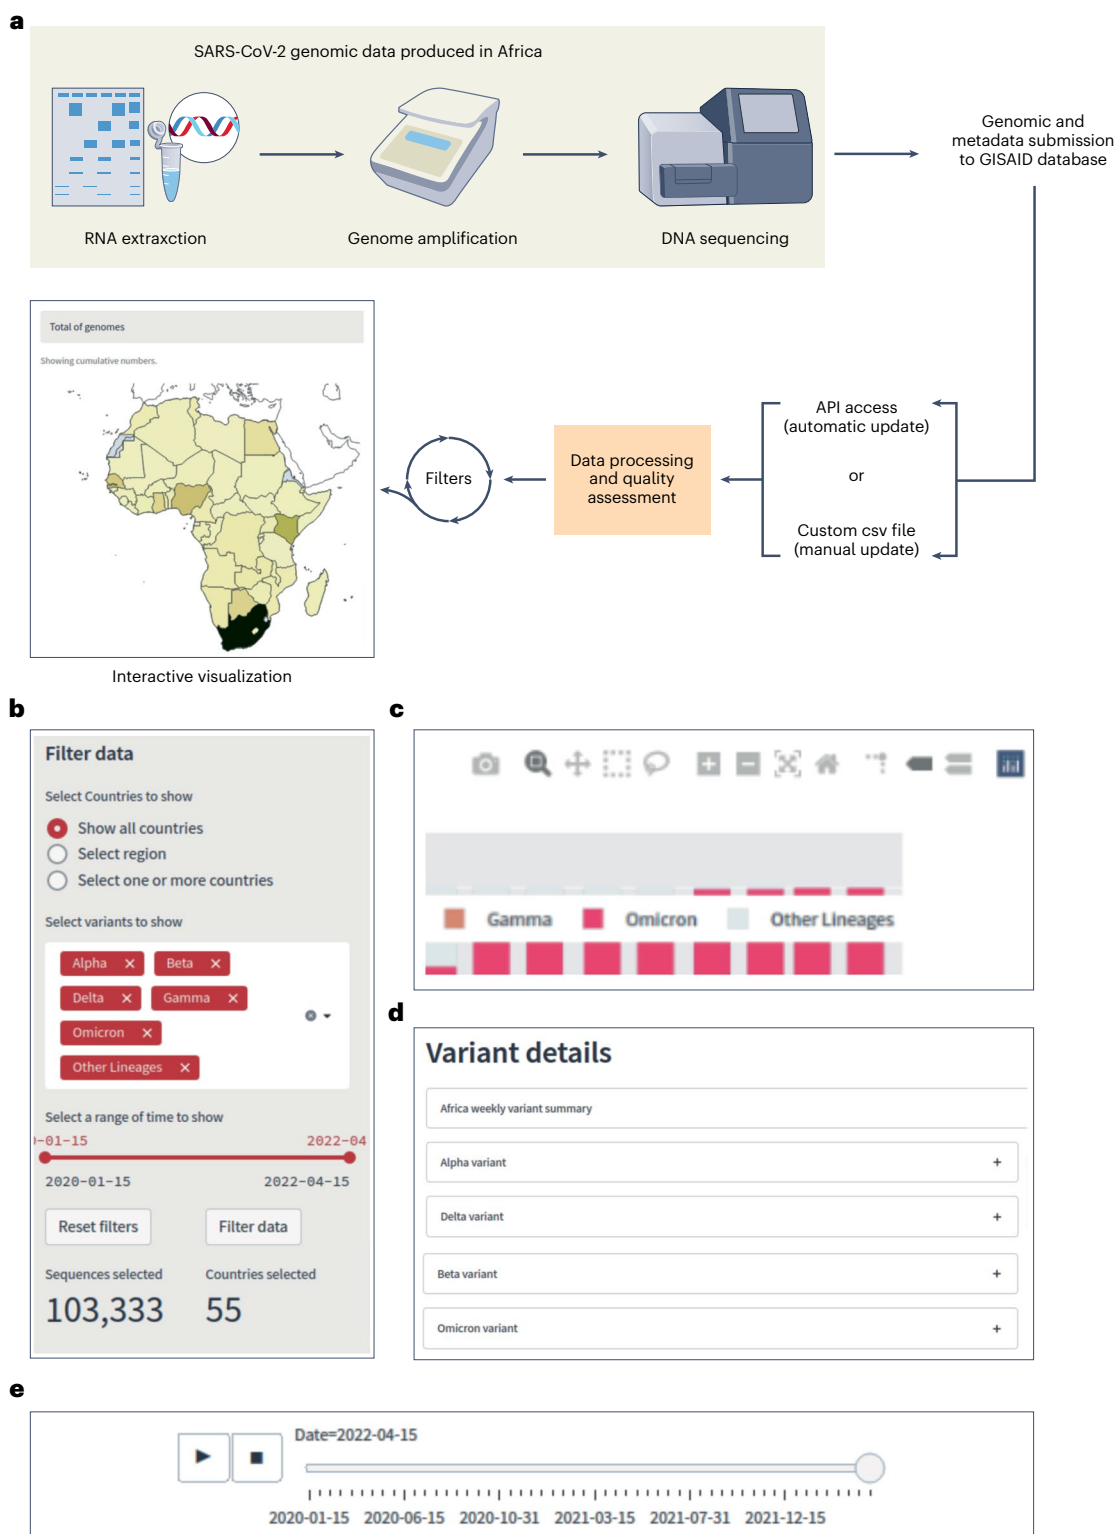 a
SARS-CoV-2 genomic data produced in Africa
RNA extraxction
Genome amplification
DNA sequencing
Genomic and
metadata submission
to GISAID database
Total of genomes
Showing cumulative numbers.
Interactive visualization
Filters
Data processing
and quality
assessment
API access
(automatic update)
or
Custom csv file
(manual update)
b
Filter data
Select Countries to show
Show all countries
Select region
Select one or more countries
Select variants to show
Alpha ×
Beta ×
Delta ×
Gamma ×
Omicron ×
Other Lineages ×
Select a range of time to show
-01-15
2022-04
2020-01-15
2022-04-15
Reset filters
Filter data
Sequences selected
Countries selected
103,333
55
c
Gamma
Omicron
Other Lineages
d
Variant details
Africa weekly variant summary
Alpha variant +
Delta variant +
Beta variant +
Omicron variant +
e
Date=2022-04-15
2020-01-15 2020-06-15 2020-10-31 2021-03-15 2021-07-31 2021-12-15